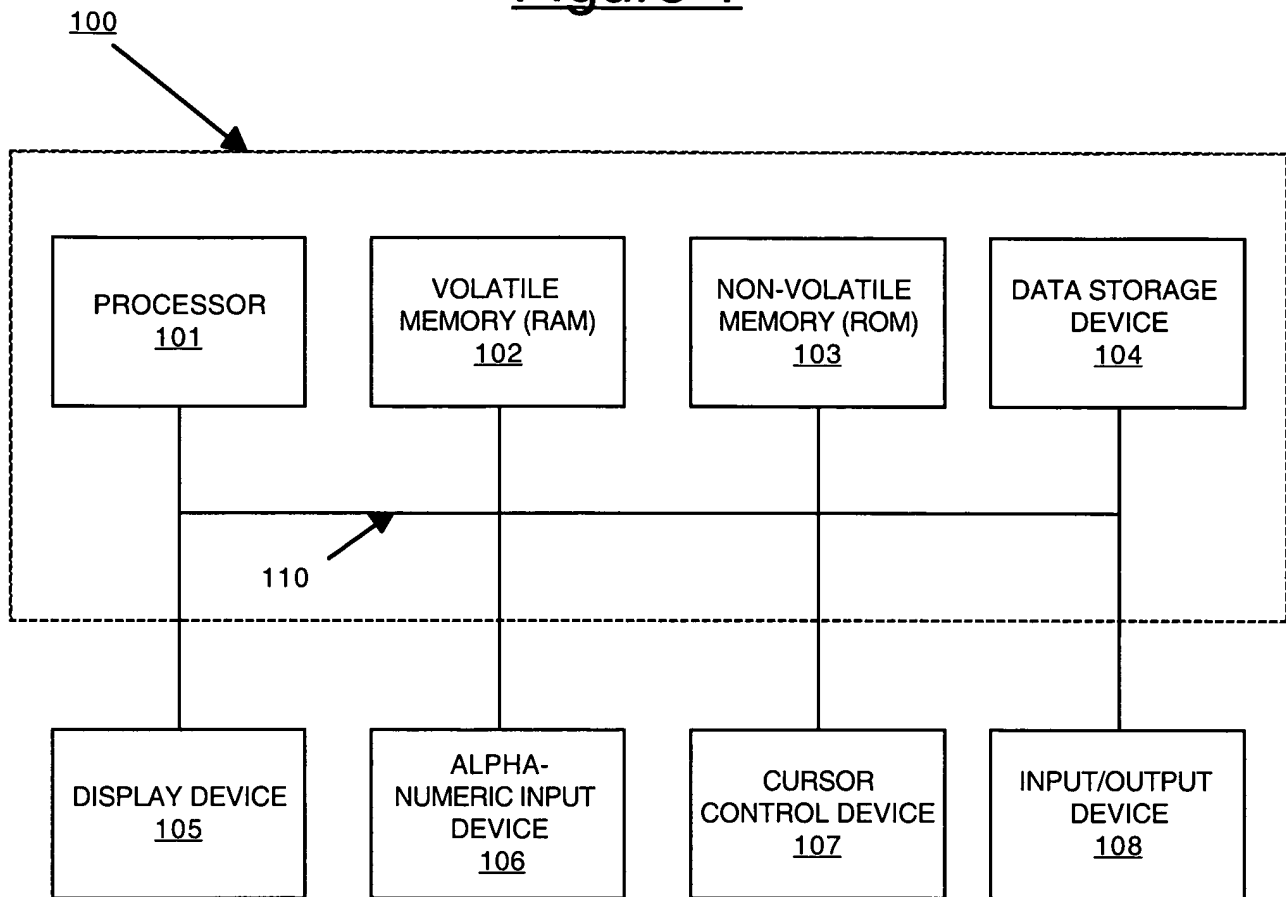 100
PROCESSOR
101
VOLATILE
MEMORY (RAM)
102
NON-VOLATILE
MEMORY (ROM)
103
DATA STORAGE
DEVICE
104
110
DISPLAY DEVICE
105
ALPHA-
NUMERIC INPUT
DEVICE
106
CURSOR
CONTROL DEVICE
107
INPUT/OUTPUT
DEVICE
108